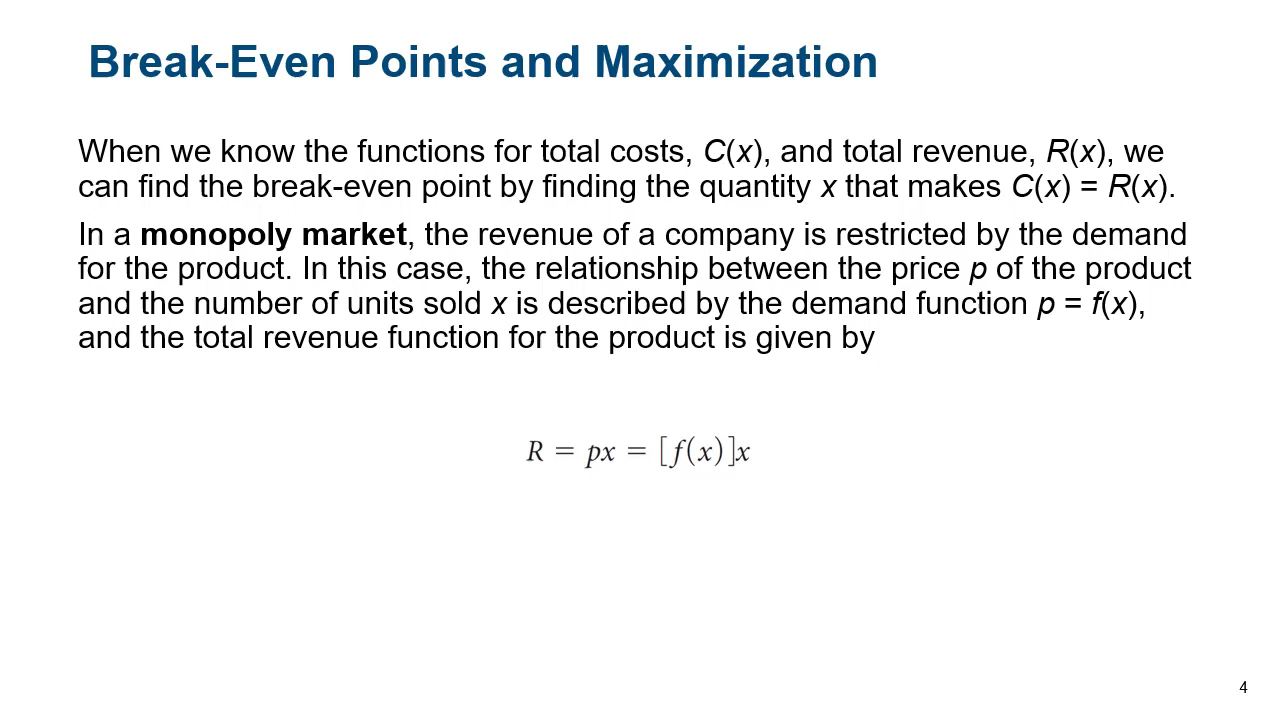 Break-Even Points and Maximization
When we know the functions for total costs, C(x), and total revenue, R(x), we
can find the break-even point by finding the quantity x that makes C(x) = R(x).
In a monopoly market, the revenue of a company is restricted by the demand
for the product. In this case, the relationship between the price p of the product
and the number of units sold x is described by the demand function p = f(x),
and the total revenue function for the product is given by
R = px = [f(x)]x
4